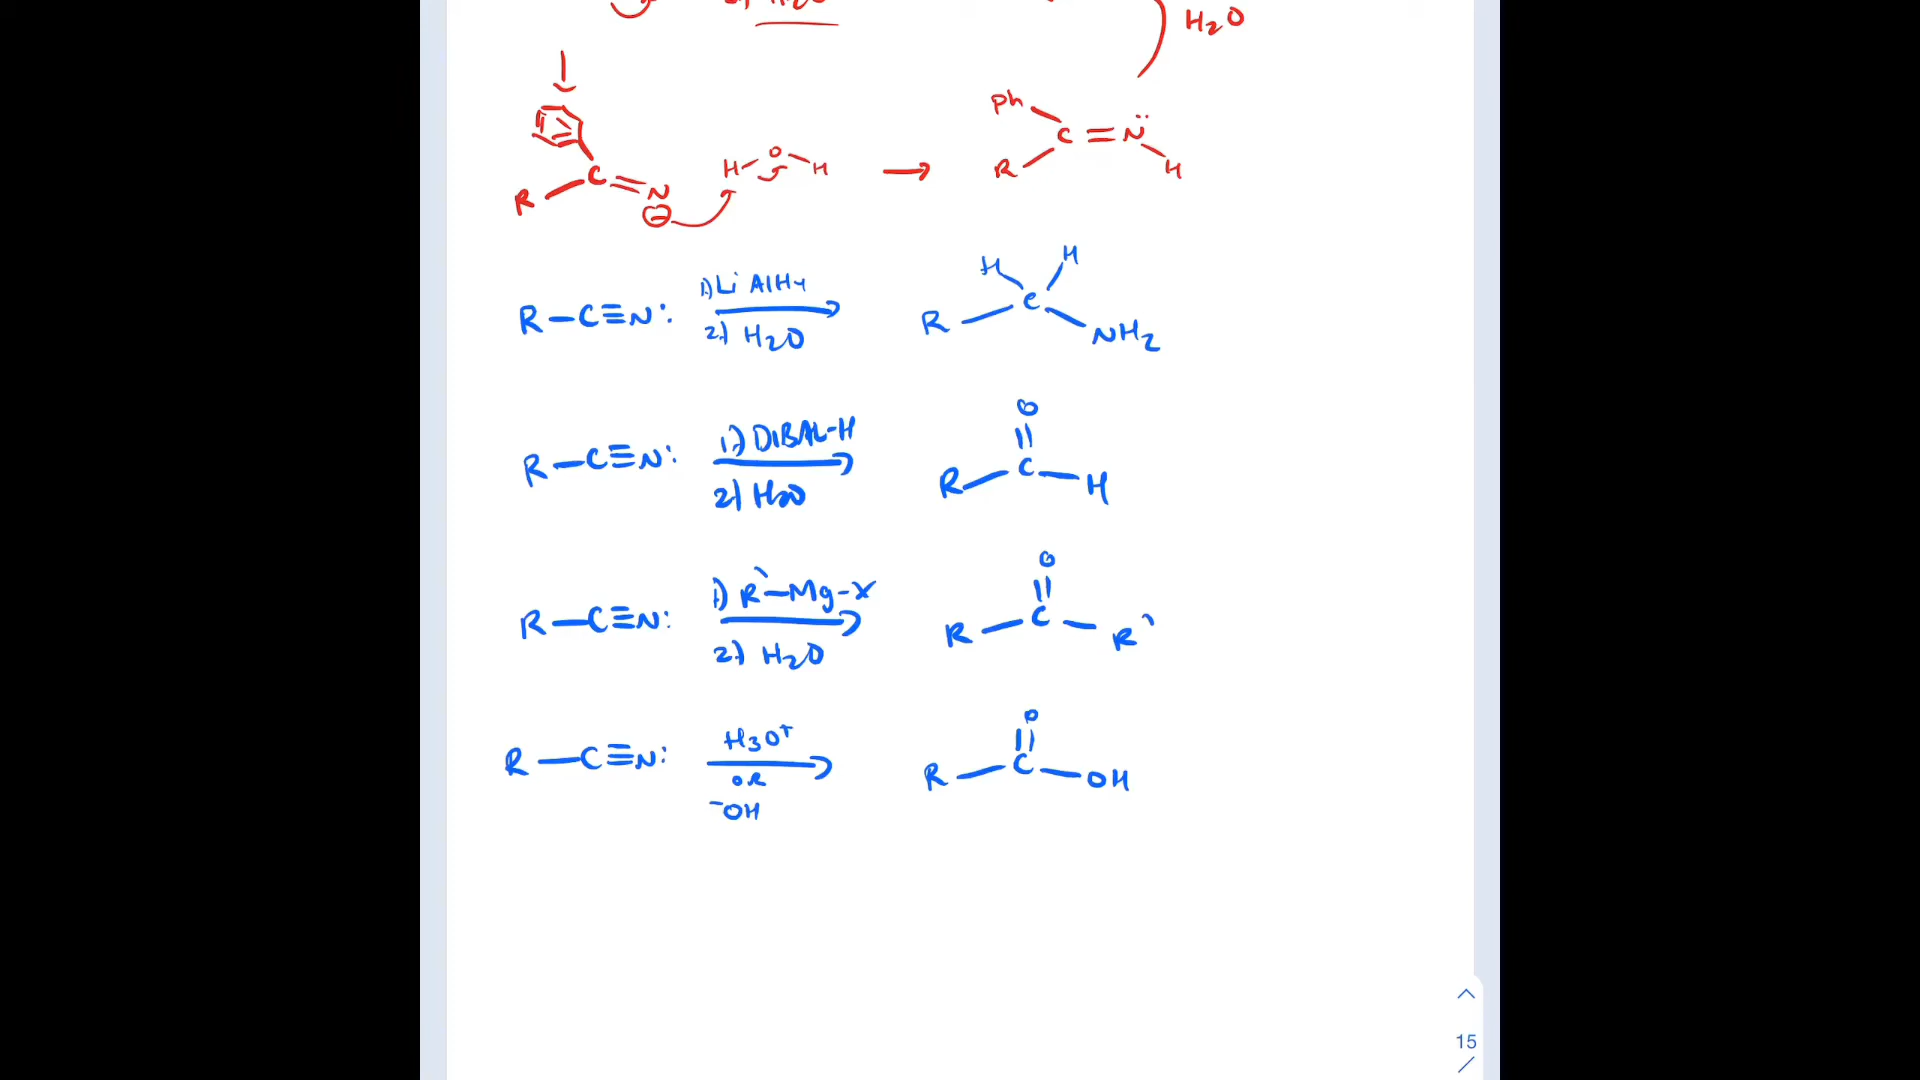 H2O
Ph
C=N̈
R
H
H-O-H →
R-C=N
⊖
R-C≡N: 1) LiAlH4 2) H2O
H H
R-C-NH2
R-C≡N: 1) DIBAL-H 2) H2O
O
R-C-H
R-C≡N: 1) R`-Mg-X 2) H2O
O
R-C-R`
R-C≡N: H3O+ OR -OH
O
R-C-OH
15